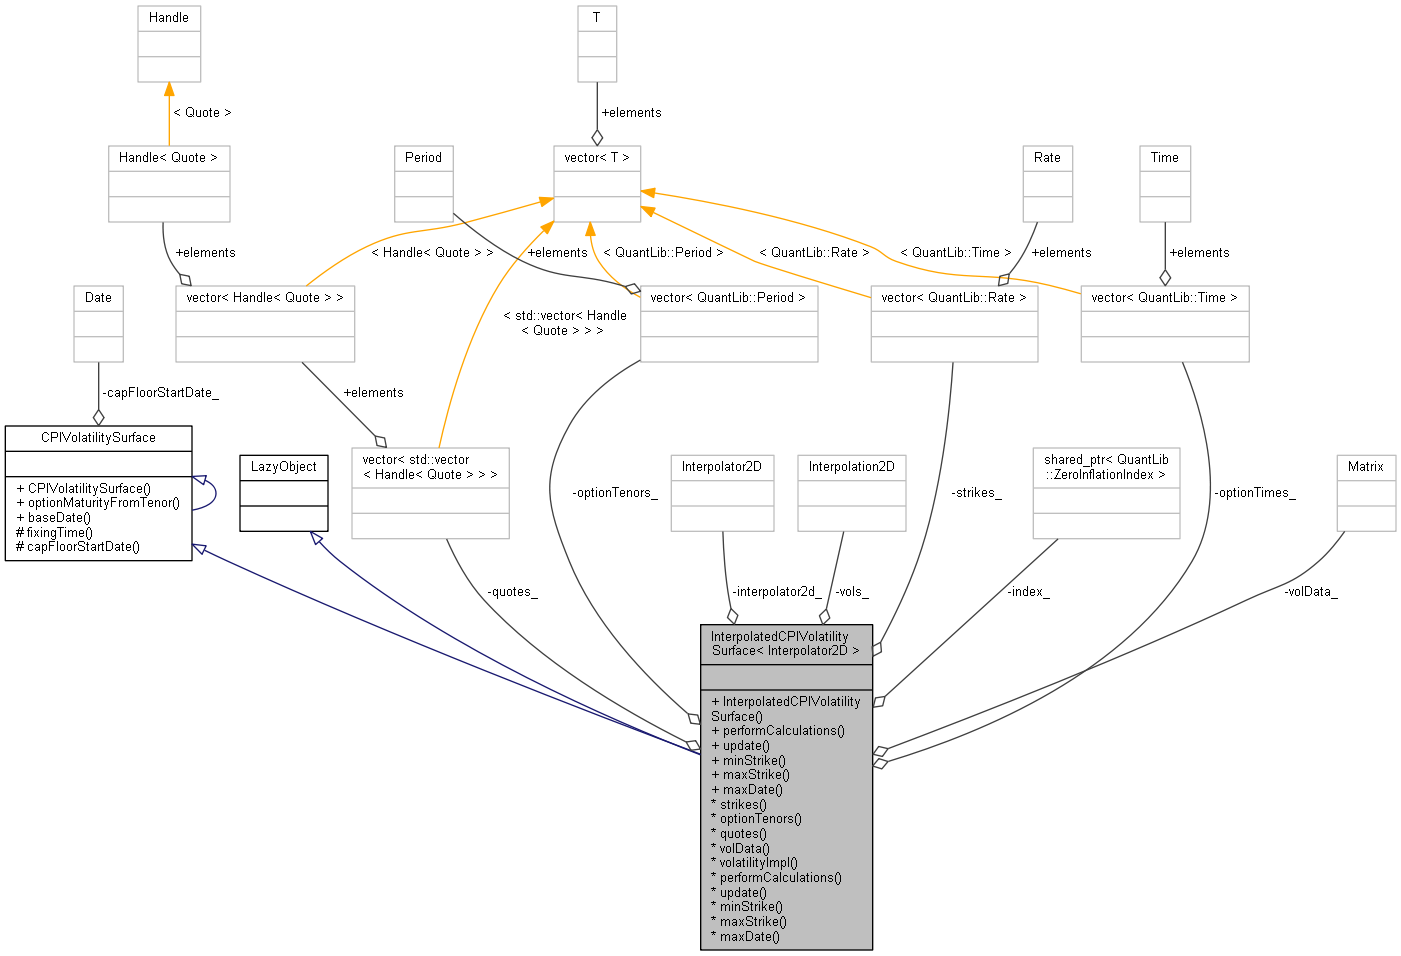 Handle
T
< Quote >
+elements
Handle< Quote >
Period
vector< T >
Rate
Time
+elements
< Handle< Quote > >
+elements
< QuantLib::Period >
< QuantLib::Rate >
< QuantLib::Time >
+elements
+elements
Date
vector< Handle< Quote > >
< std::vector< Handle
< Quote > > >
vector< QuantLib::Period >
vector< QuantLib::Rate >
vector< QuantLib::Time >
-capFloorStartDate_
+elements
CPIVolatilitySurface
+ CPIVolatilitySurface()
+ optionMaturityFromTenor()
+ baseDate()
# fixingTime()
# capFloorStartDate()
LazyObject
vector< std::vector
< Handle< Quote > > >
-optionTenors_
Interpolator2D
Interpolation2D
-strikes_
shared_ptr< QuantLib
::ZeroInflationIndex >
-optionTimes_
Matrix
-quotes_
-interpolator2d_
-vols_
-index_
-volData_
InterpolatedCPIVolatility
Surface< Interpolator2D >
+ InterpolatedCPIVolatility
Surface()
+ performCalculations()
+ update()
+ minStrike()
+ maxStrike()
+ maxDate()
* strikes()
* optionTenors()
* quotes()
* volData()
* volatilityImpl()
* performCalculations()
* update()
* minStrike()
* maxStrike()
* maxDate()